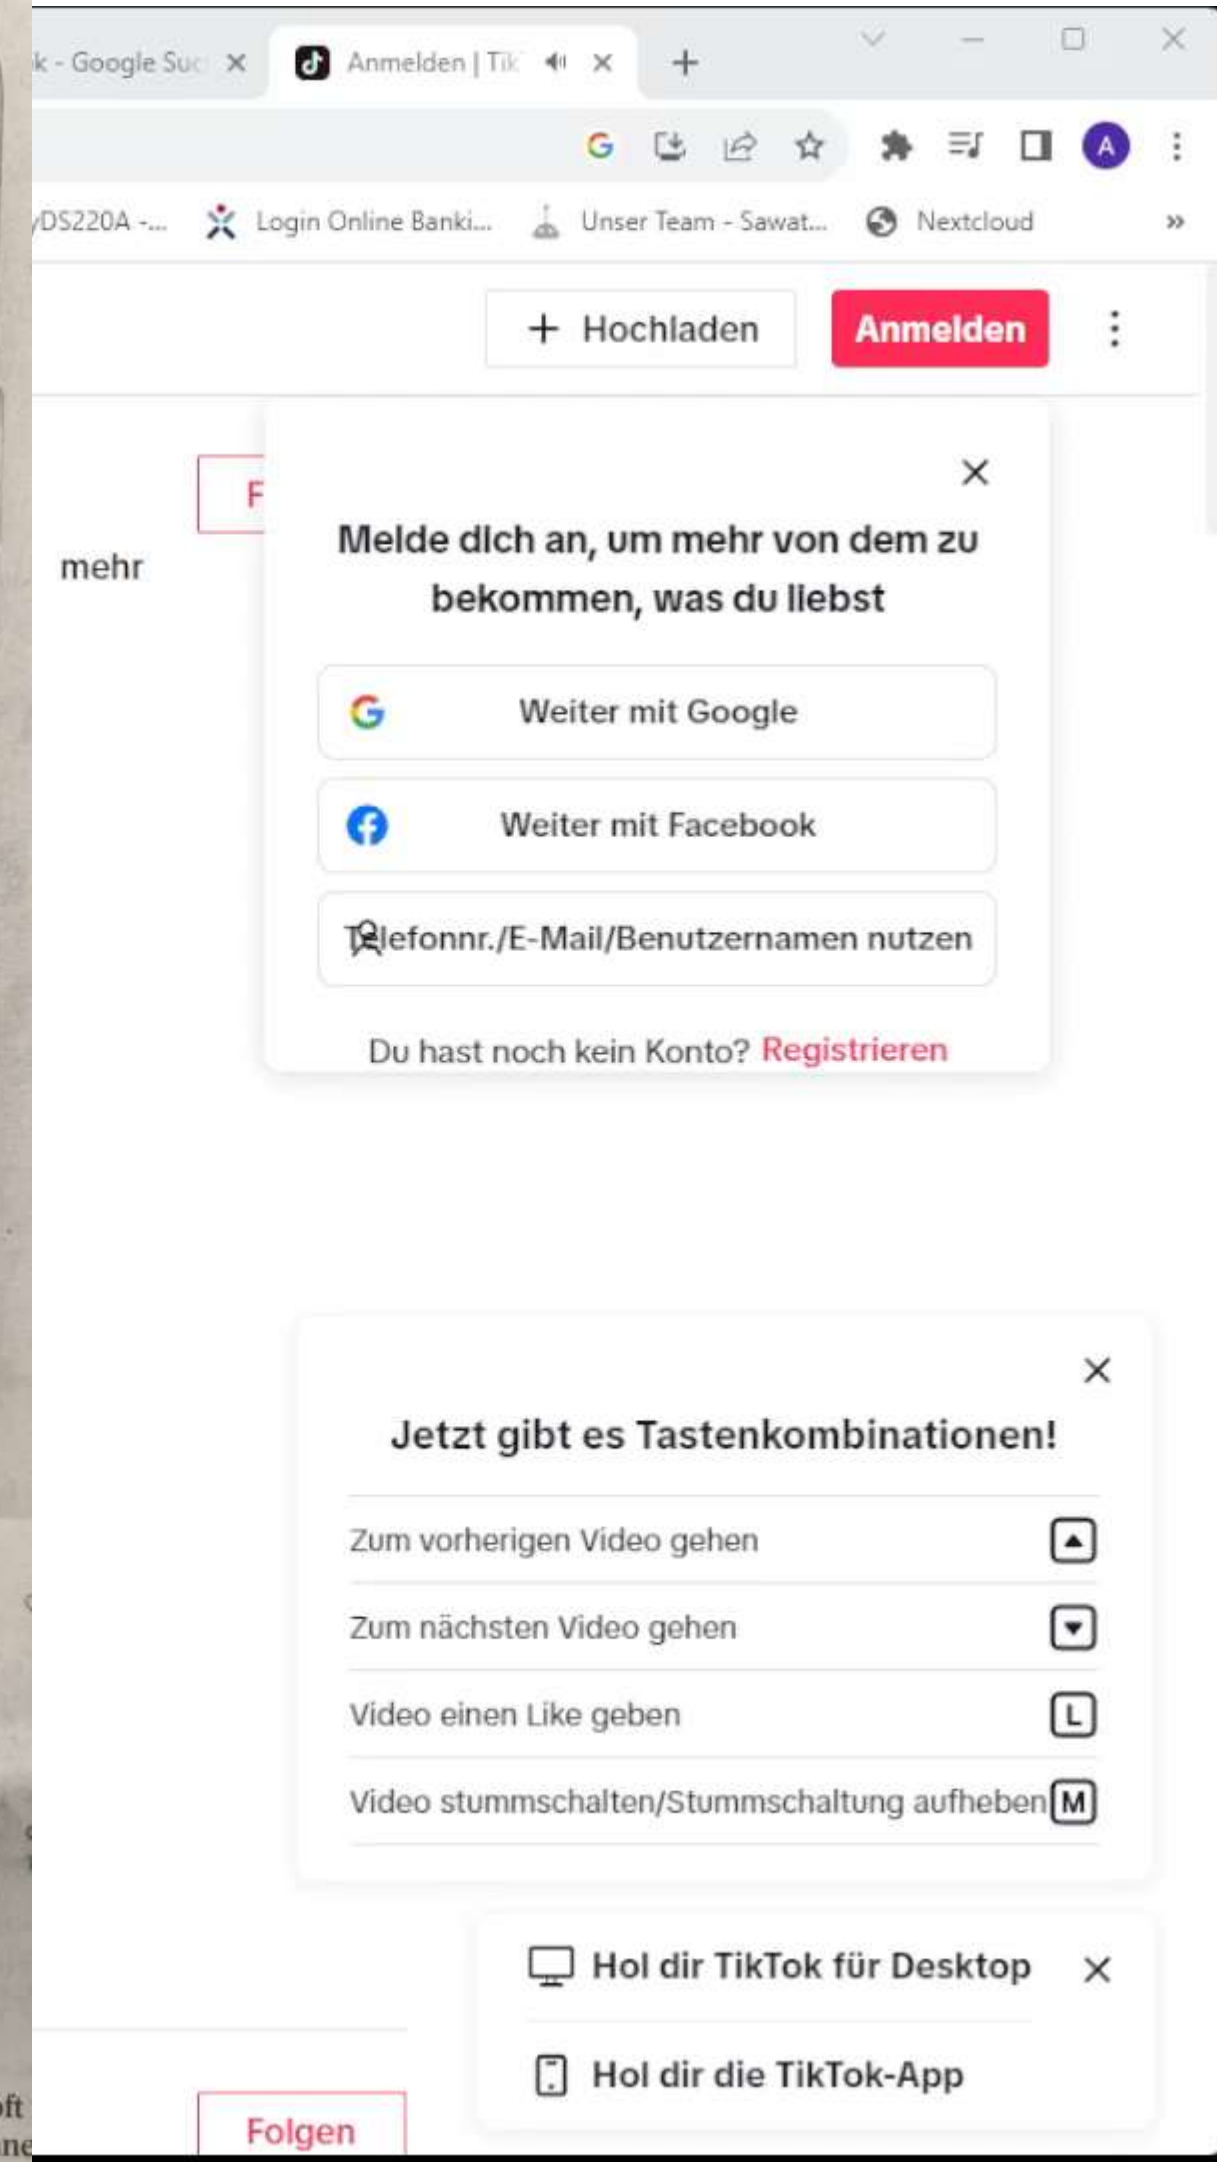 k - Google Suc
Anmelden | Tik
A
yDS220A -...
Login Online Banki...
Unser Team - Sawat...
Nextcloud
»
+ Hochladen
Anmelden
F
mehr
Melde dich an, um mehr von dem zu
bekommen, was du liebst
Weiter mit Google
Weiter mit Facebook
Telefonnr./E-Mail/Benutzernamen nutzen
Du hast noch kein Konto? Registrieren
Jetzt gibt es Tastenkombinationen!
Zum vorherigen Video gehen
Zum nächsten Video gehen
Video einen Like geben L
Video stummschalten/Stummschaltung aufheben M
Hol dir TikTok für Desktop
Hol dir die TikTok-App
Folgen